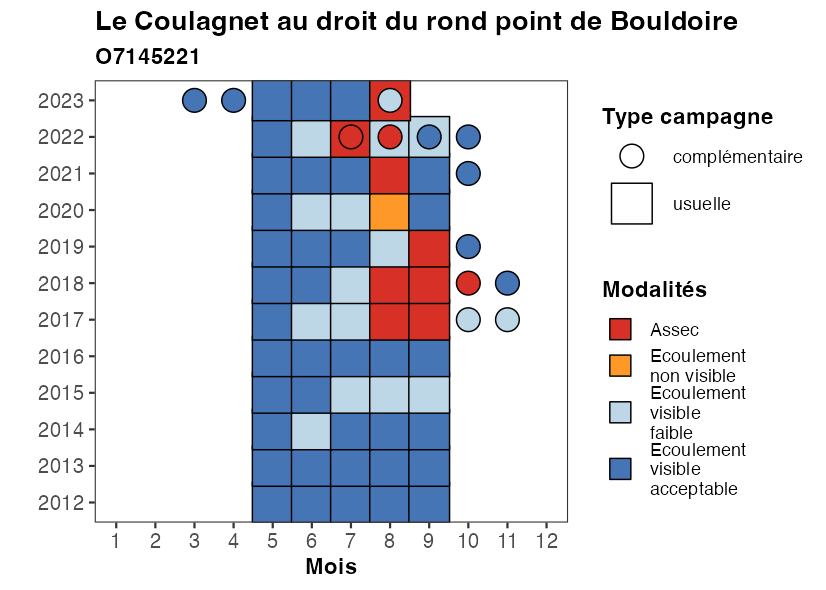 Le Coulagnet au droit du rond point de Bouldoire
O7145221
2023
2022
2021
2020
2019
2018
2017
2016
2015
2014
2013
2012
1 2 3 4 5 6 7 8 9 10 11 12
Mois
Type campagne
complémentaire
usuelle
Modalités
Assec
Ecoulement
non visible
Ecoulement
visible
faible
Ecoulement
visible
acceptable